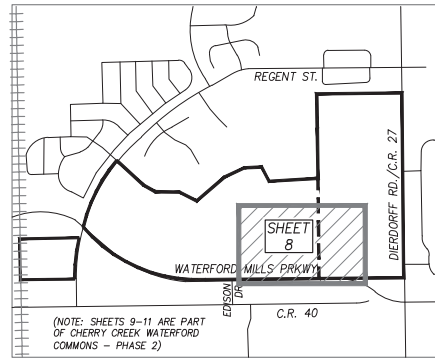 REGENT ST.
DIERDORFF RD./C.R. 27
SHEET
8
WATERFORD MILLS PRKWY
EDISON
DR.
C.R. 40
(NOTE: SHEETS 9-11 ARE PART
OF CHERRY CREEK WATERFORD
COMMONS - PHASE 2)